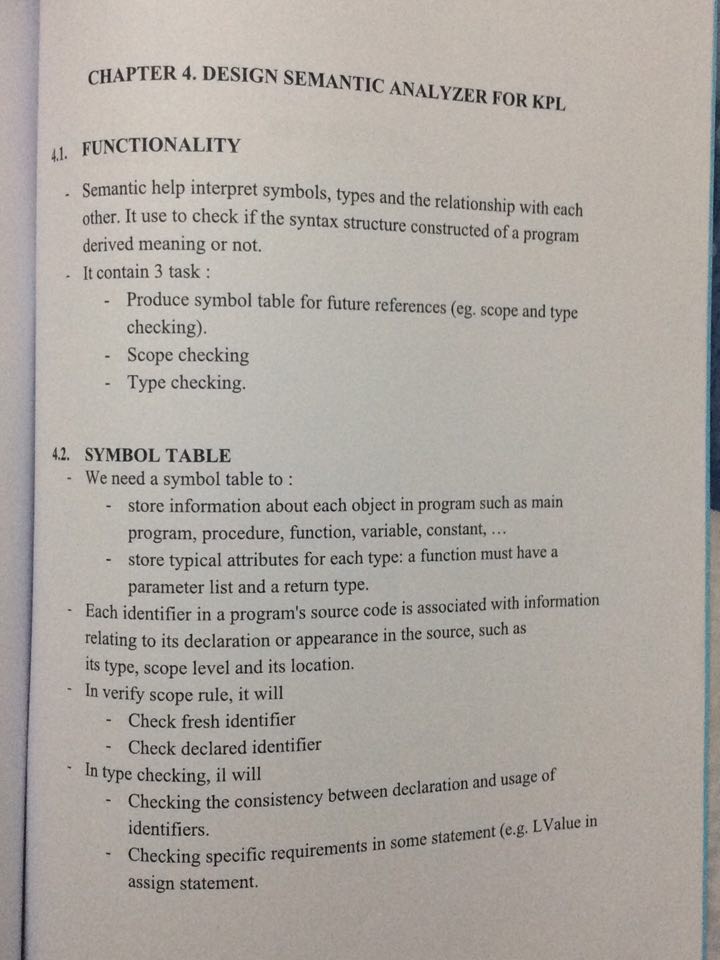 CHAPTER 4. DESIGN SEMANTIC ANALYZER FOR KPL
4.1. FUNCTIONALITY
- Semantic help interpret symbols, types and the relationship with each
other. It use to check if the syntax structure constructed of a program
derived meaning or not.
- It contain 3 task :
- Produce symbol table for future references (eg. scope and type
checking).
- Scope checking
- Type checking.
4.2. SYMBOL TABLE
- We need a symbol table to :
- store information about each object in program such as main
program, procedure, function, variable, constant, ...
- store typical attributes for each type: a function must have a
parameter list and a return type.
- Each identifier in a program's source code is associated with information
relating to its declaration or appearance in the source, such as
its type, scope level and its location.
- In verify scope rule, it will
- Check fresh identifier
- Check declared identifier
- In type checking, il will
- Checking the consistency between declaration and usage of
identifiers.
- Checking specific requirements in some statement (e.g. LValue in
assign statement.